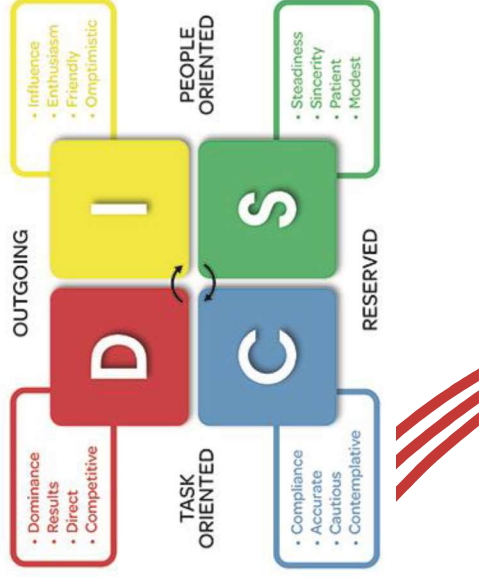 OUTGOING
• Dominance
• Results
• Direct
• Competitive
D
I
• Influence
• Enthusiasm
• Friendly
• Omptimistic
TASK
ORIENTED
PEOPLE
ORIENTED
• Compliance
• Accurate
• Cautious
• Contemplative
C
S
• Steadiness
• Sincerity
• Patient
• Modest
RESERVED